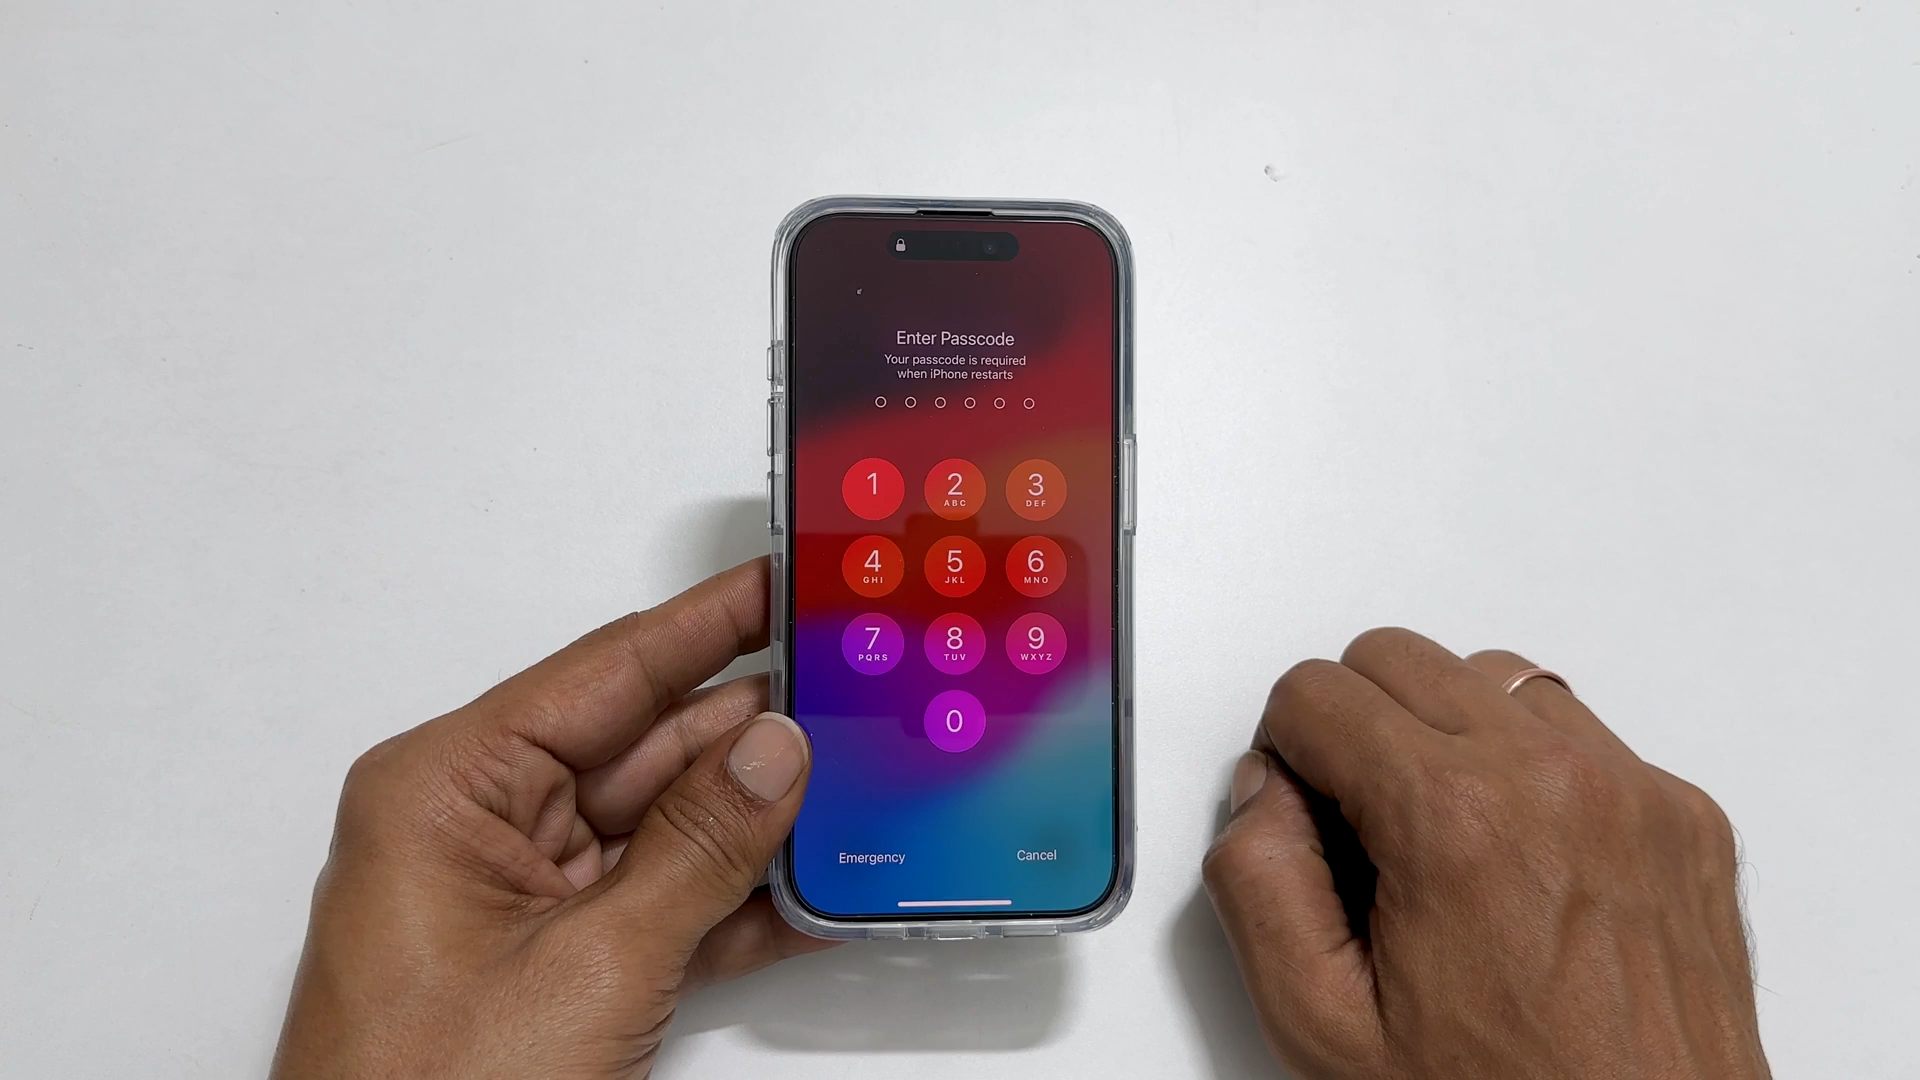 Enter Passcode
Your passcode is required
when iPhone restarts
1 2 3
ABC DEF
4 5 6
GHI JKL MNO
7 8 9
PQRS TUV WXYZ
0
Emergency Cancel